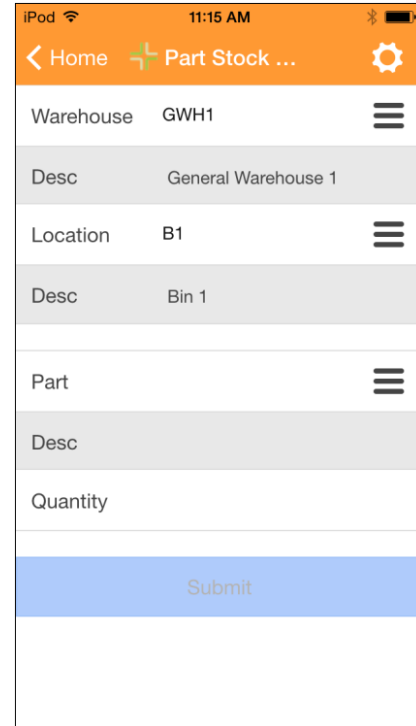 iPod 11:15 AM
Home Part Stock ...
Warehouse GWH1
Desc General Warehouse 1
Location B1
Desc Bin 1
Part
Desc
Quantity
Submit